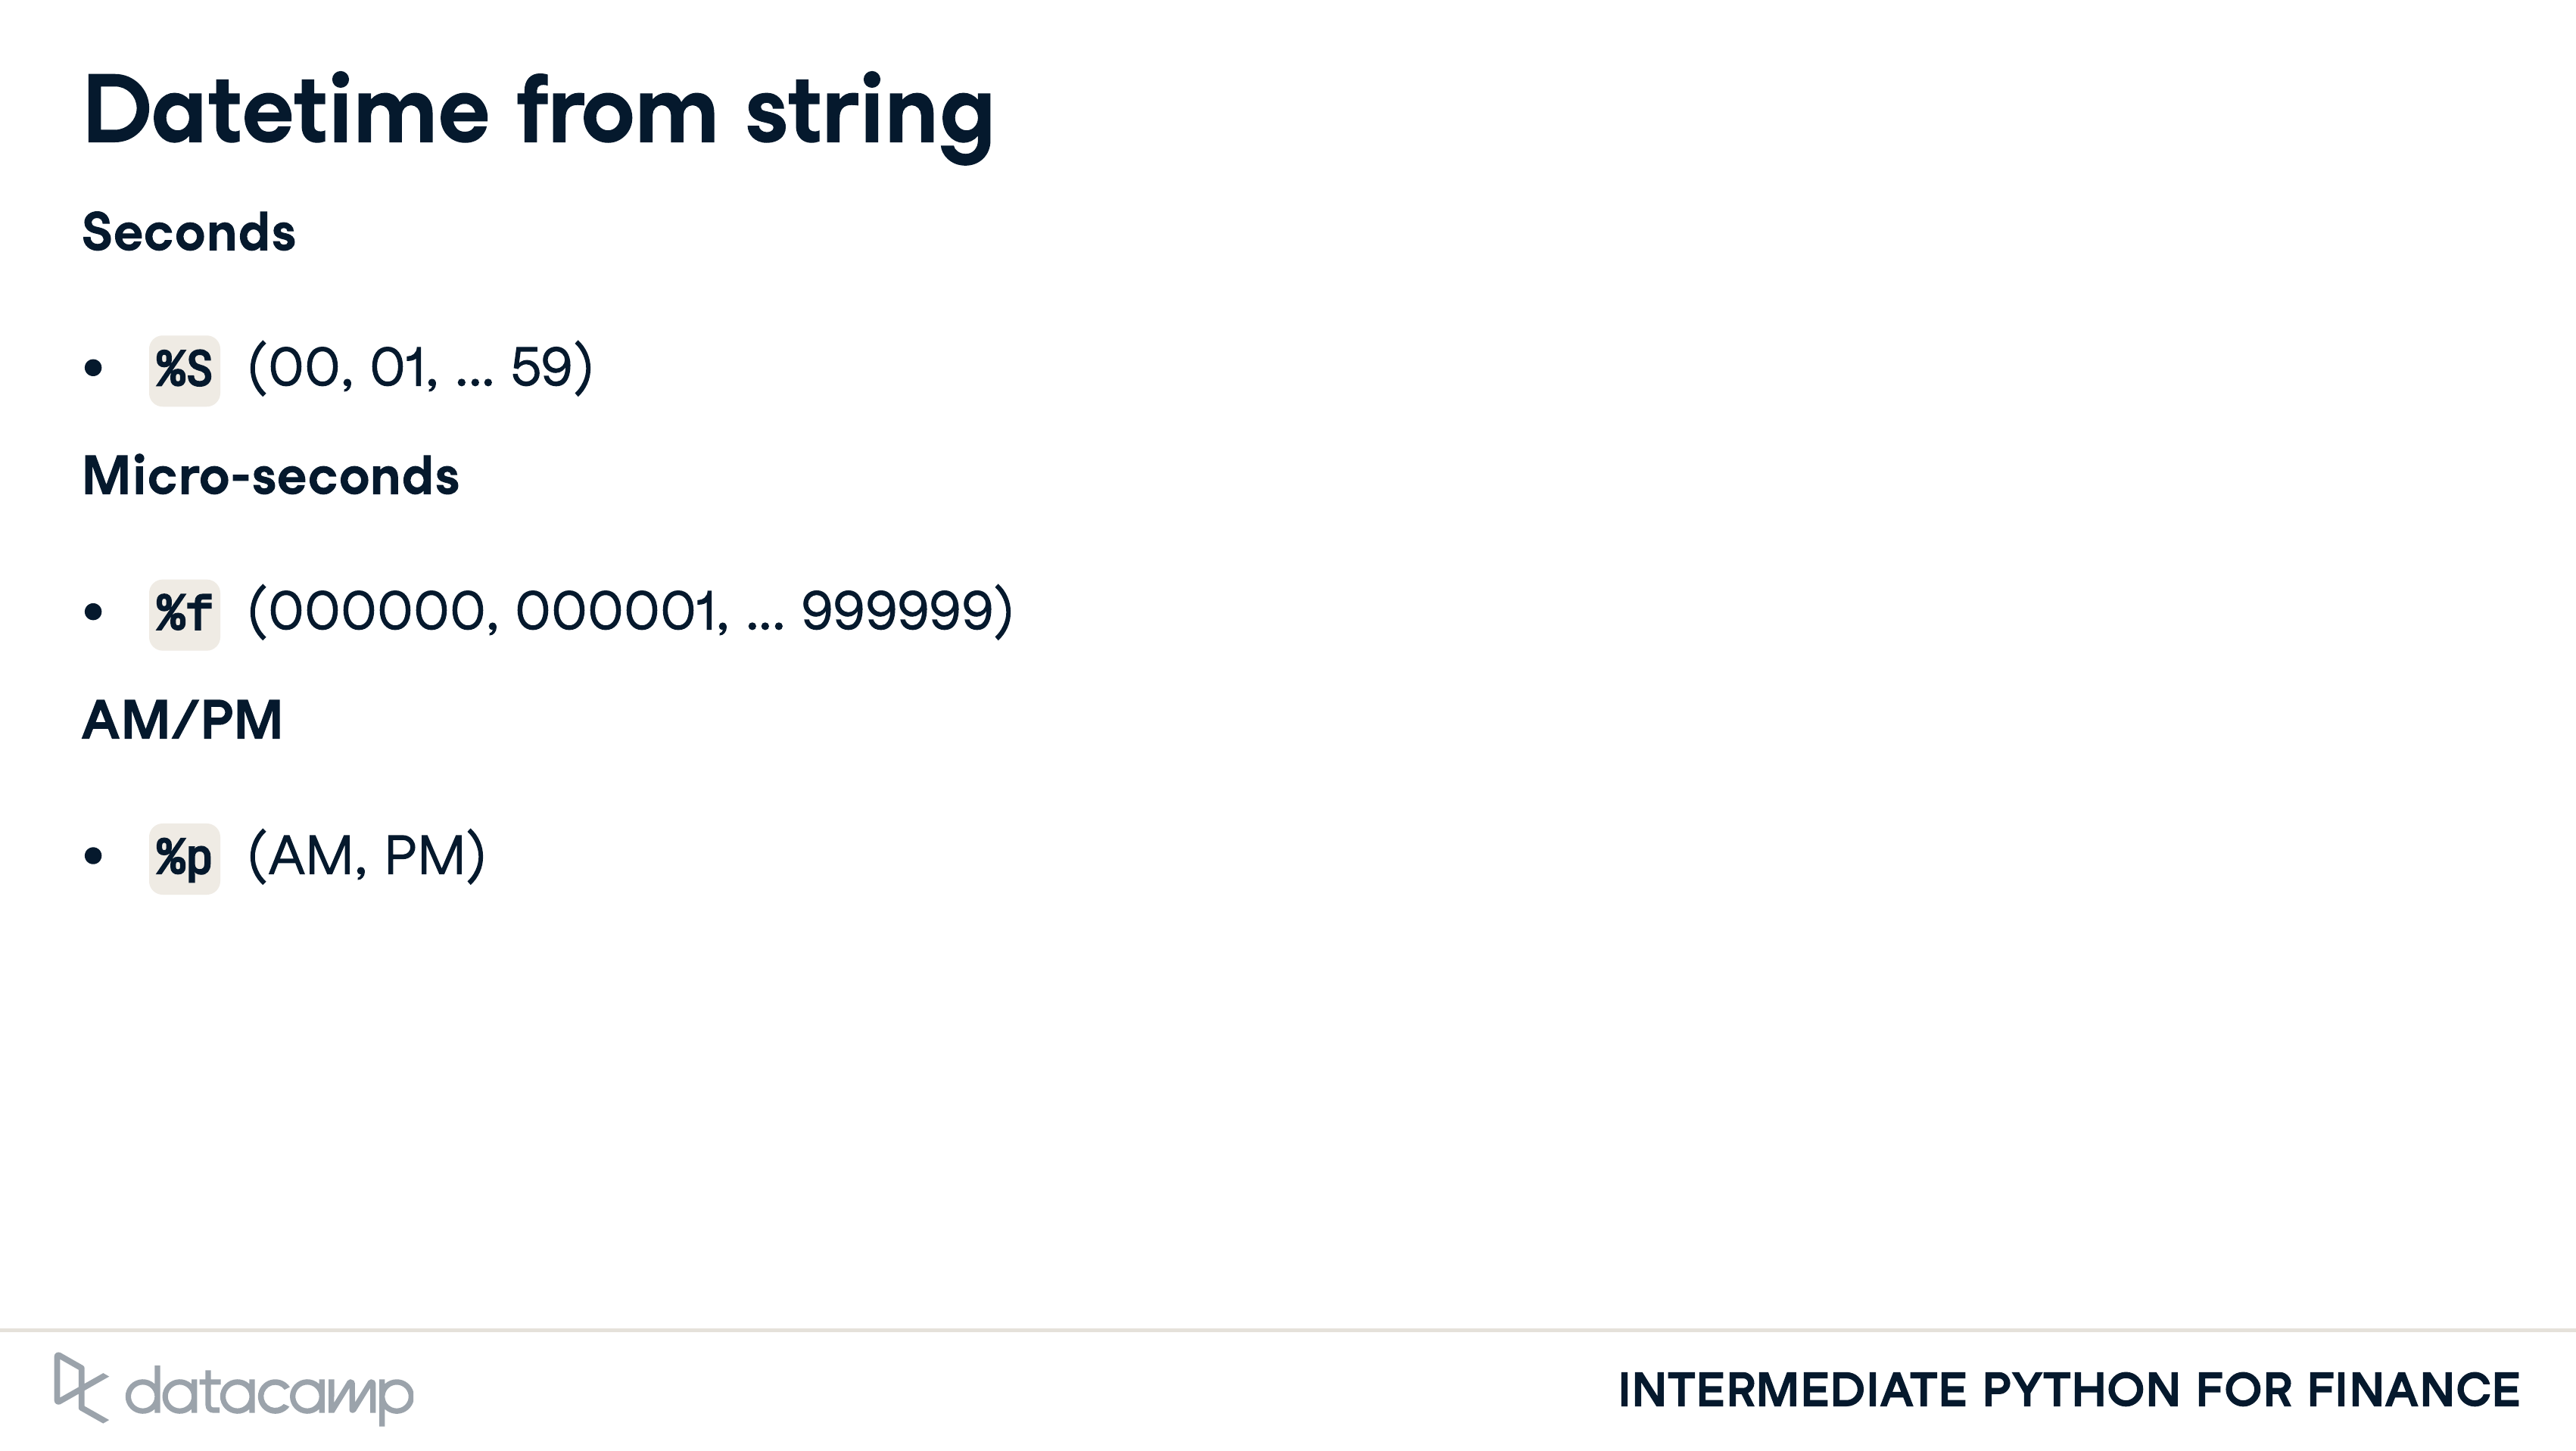 Datetime from string
Seconds
• %S (00, 01, ... 59)
Micro-seconds
• %f (000000, 000001, ... 999999)
AM/PM
• %p (AM, PM)
datacamp
INTERMEDIATE PYTHON FOR FINANCE